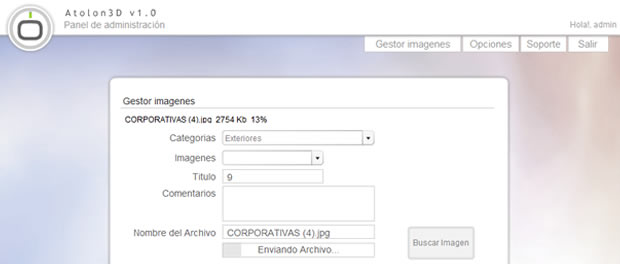 Atolon3D v1.0
Panel de administración
Hola!, admin
Gestor imagenes Opciones Soporte Salir
Gestor imagenes
CORPORATIVAS (4).jpg 2754 Kb 13%
Categorias Exteriores
Imagenes
Titulo 9
Comentarios
Nombre del Archivo CORPORATIVAS (4).jpg
Enviando Archivo... Buscar Imagen